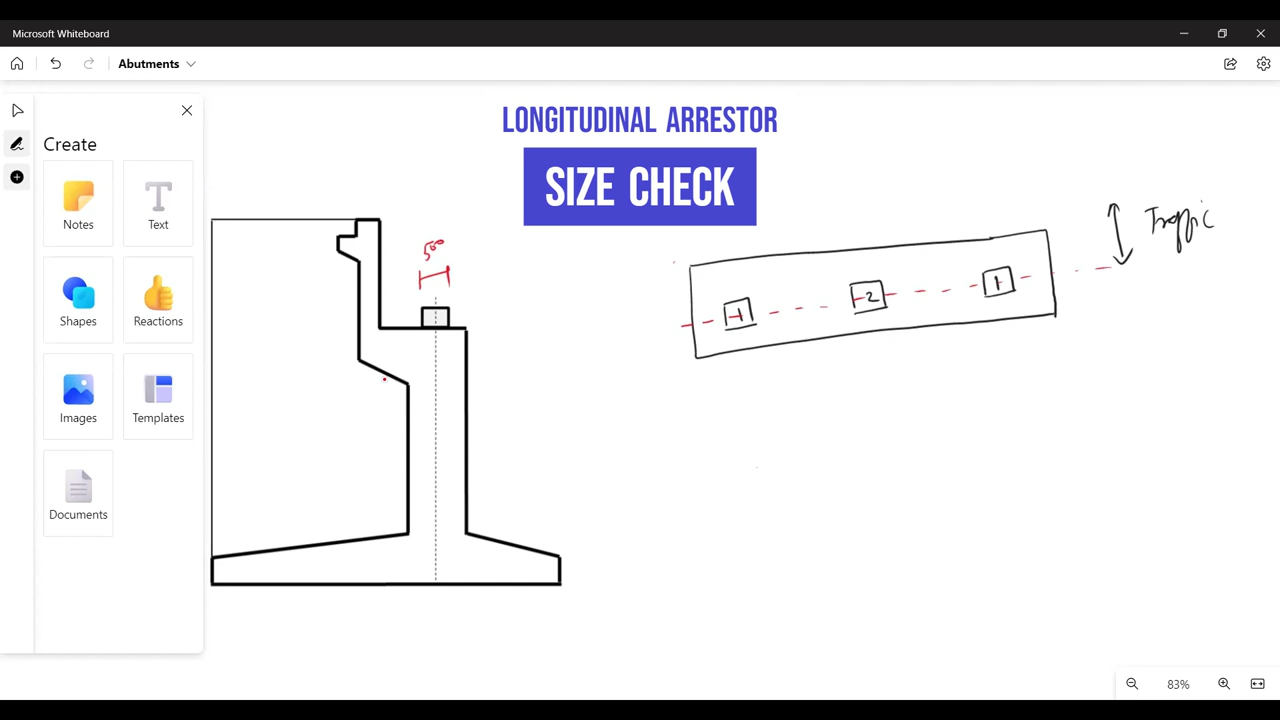 Microsoft Whiteboard
Abutments
LONGITUDINAL ARRESTOR
SIZE CHECK
Create
Notes
Text
Shapes
Reactions
Images
Templates
Documents
500
1
2
1
Traffic
83%